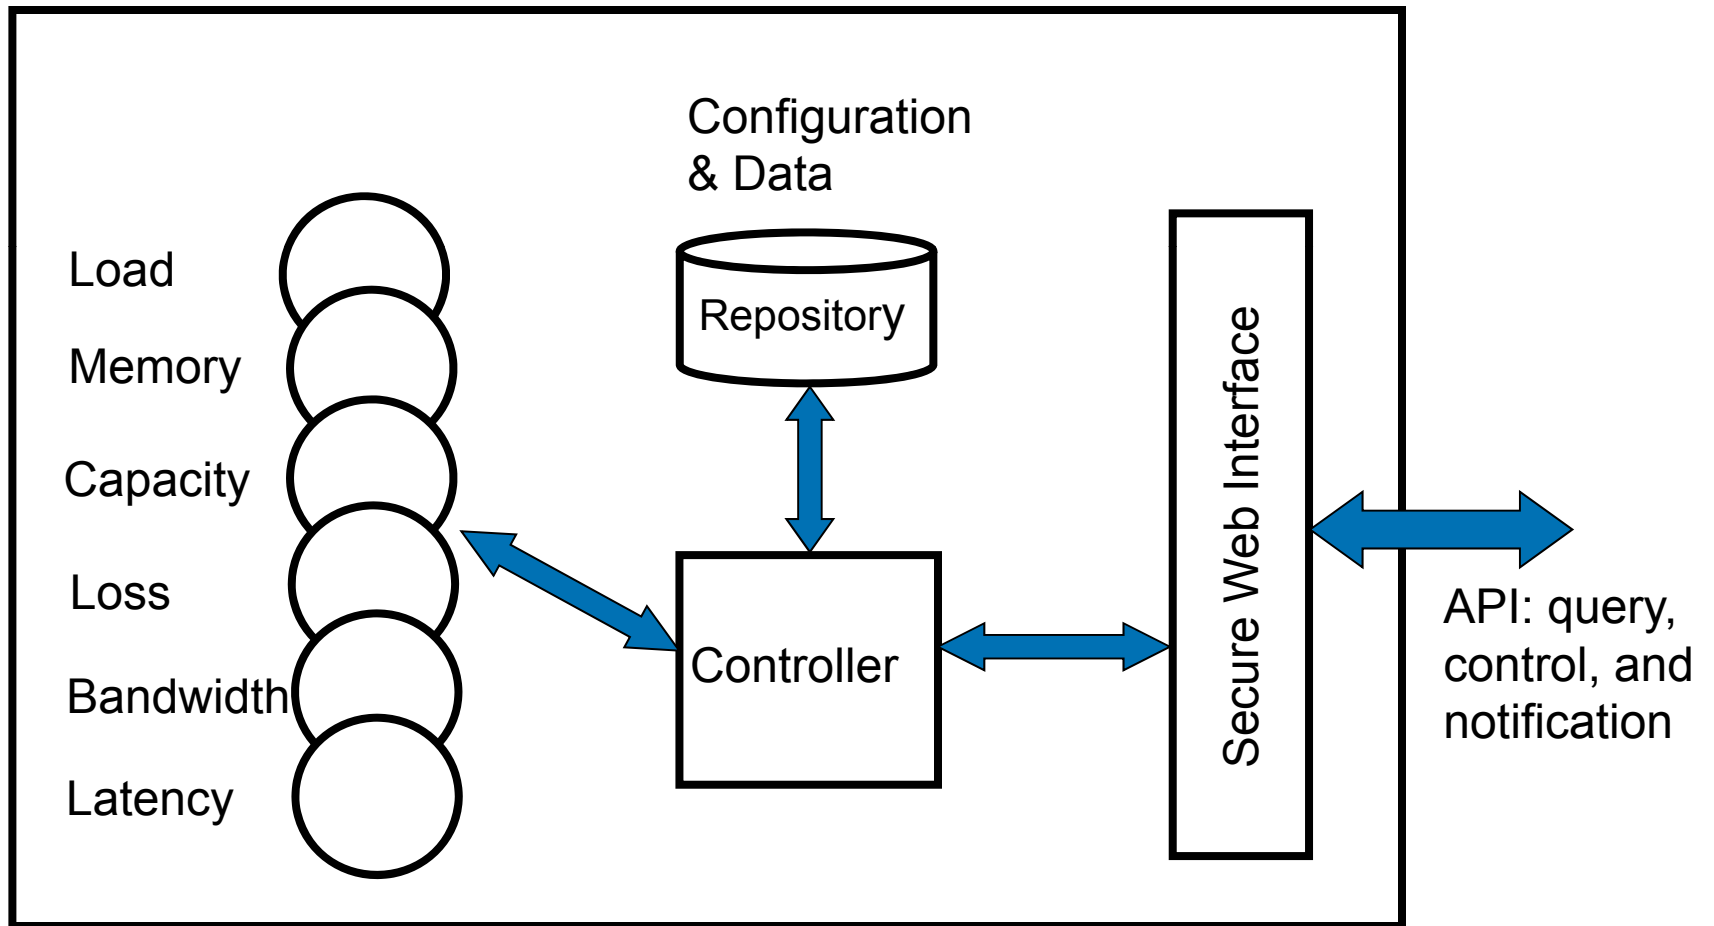 Configuration
& Data
Load
Repository
Memory
Capacity
Loss
Bandwidth
Latency
Controller
Secure Web Interface
API: query,
control, and
notification